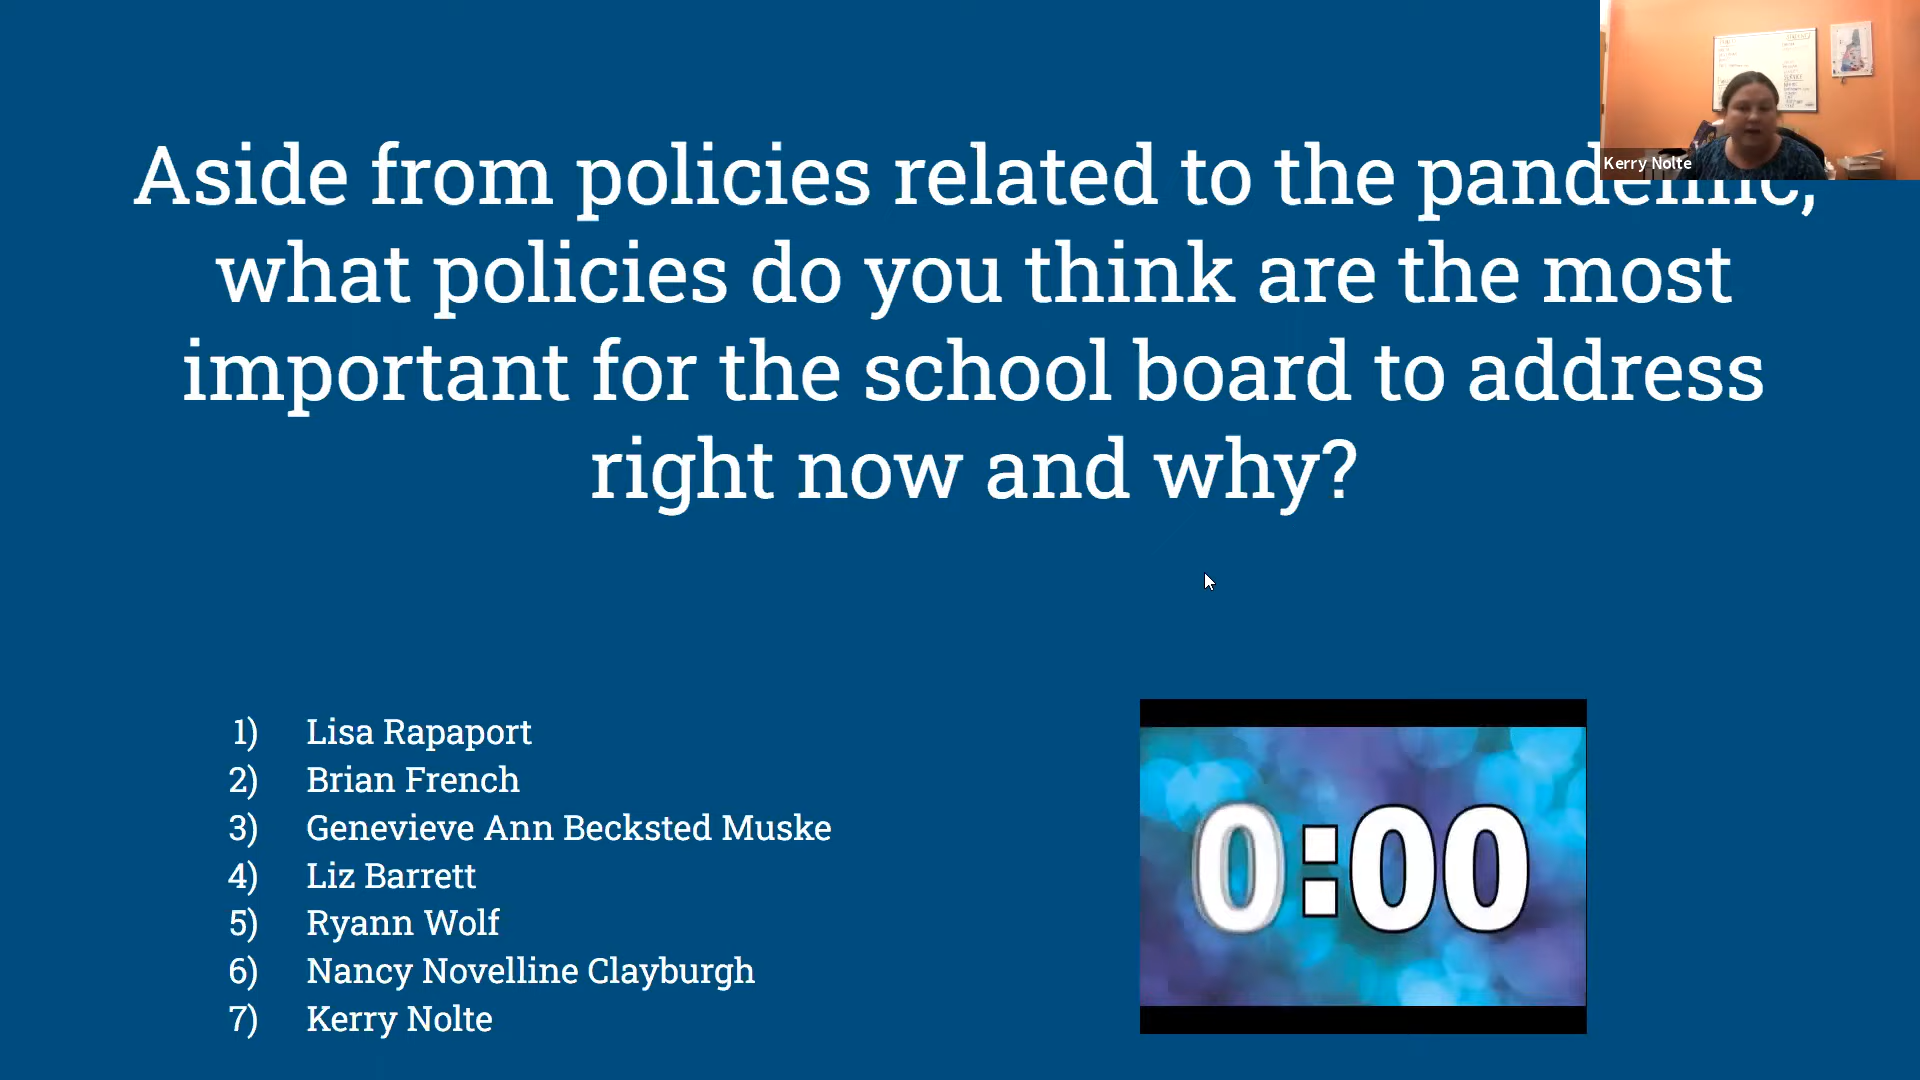 Aside from policies related to the pandemic,
what policies do you think are the most
important for the school board to address
right now and why?
Kerry Nolte
1) Lisa Rapaport
2) Brian French
3) Genevieve Ann Becksted Muske
4) Liz Barrett
5) Ryann Wolf
6) Nancy Novelline Clayburgh
7) Kerry Nolte
0:00